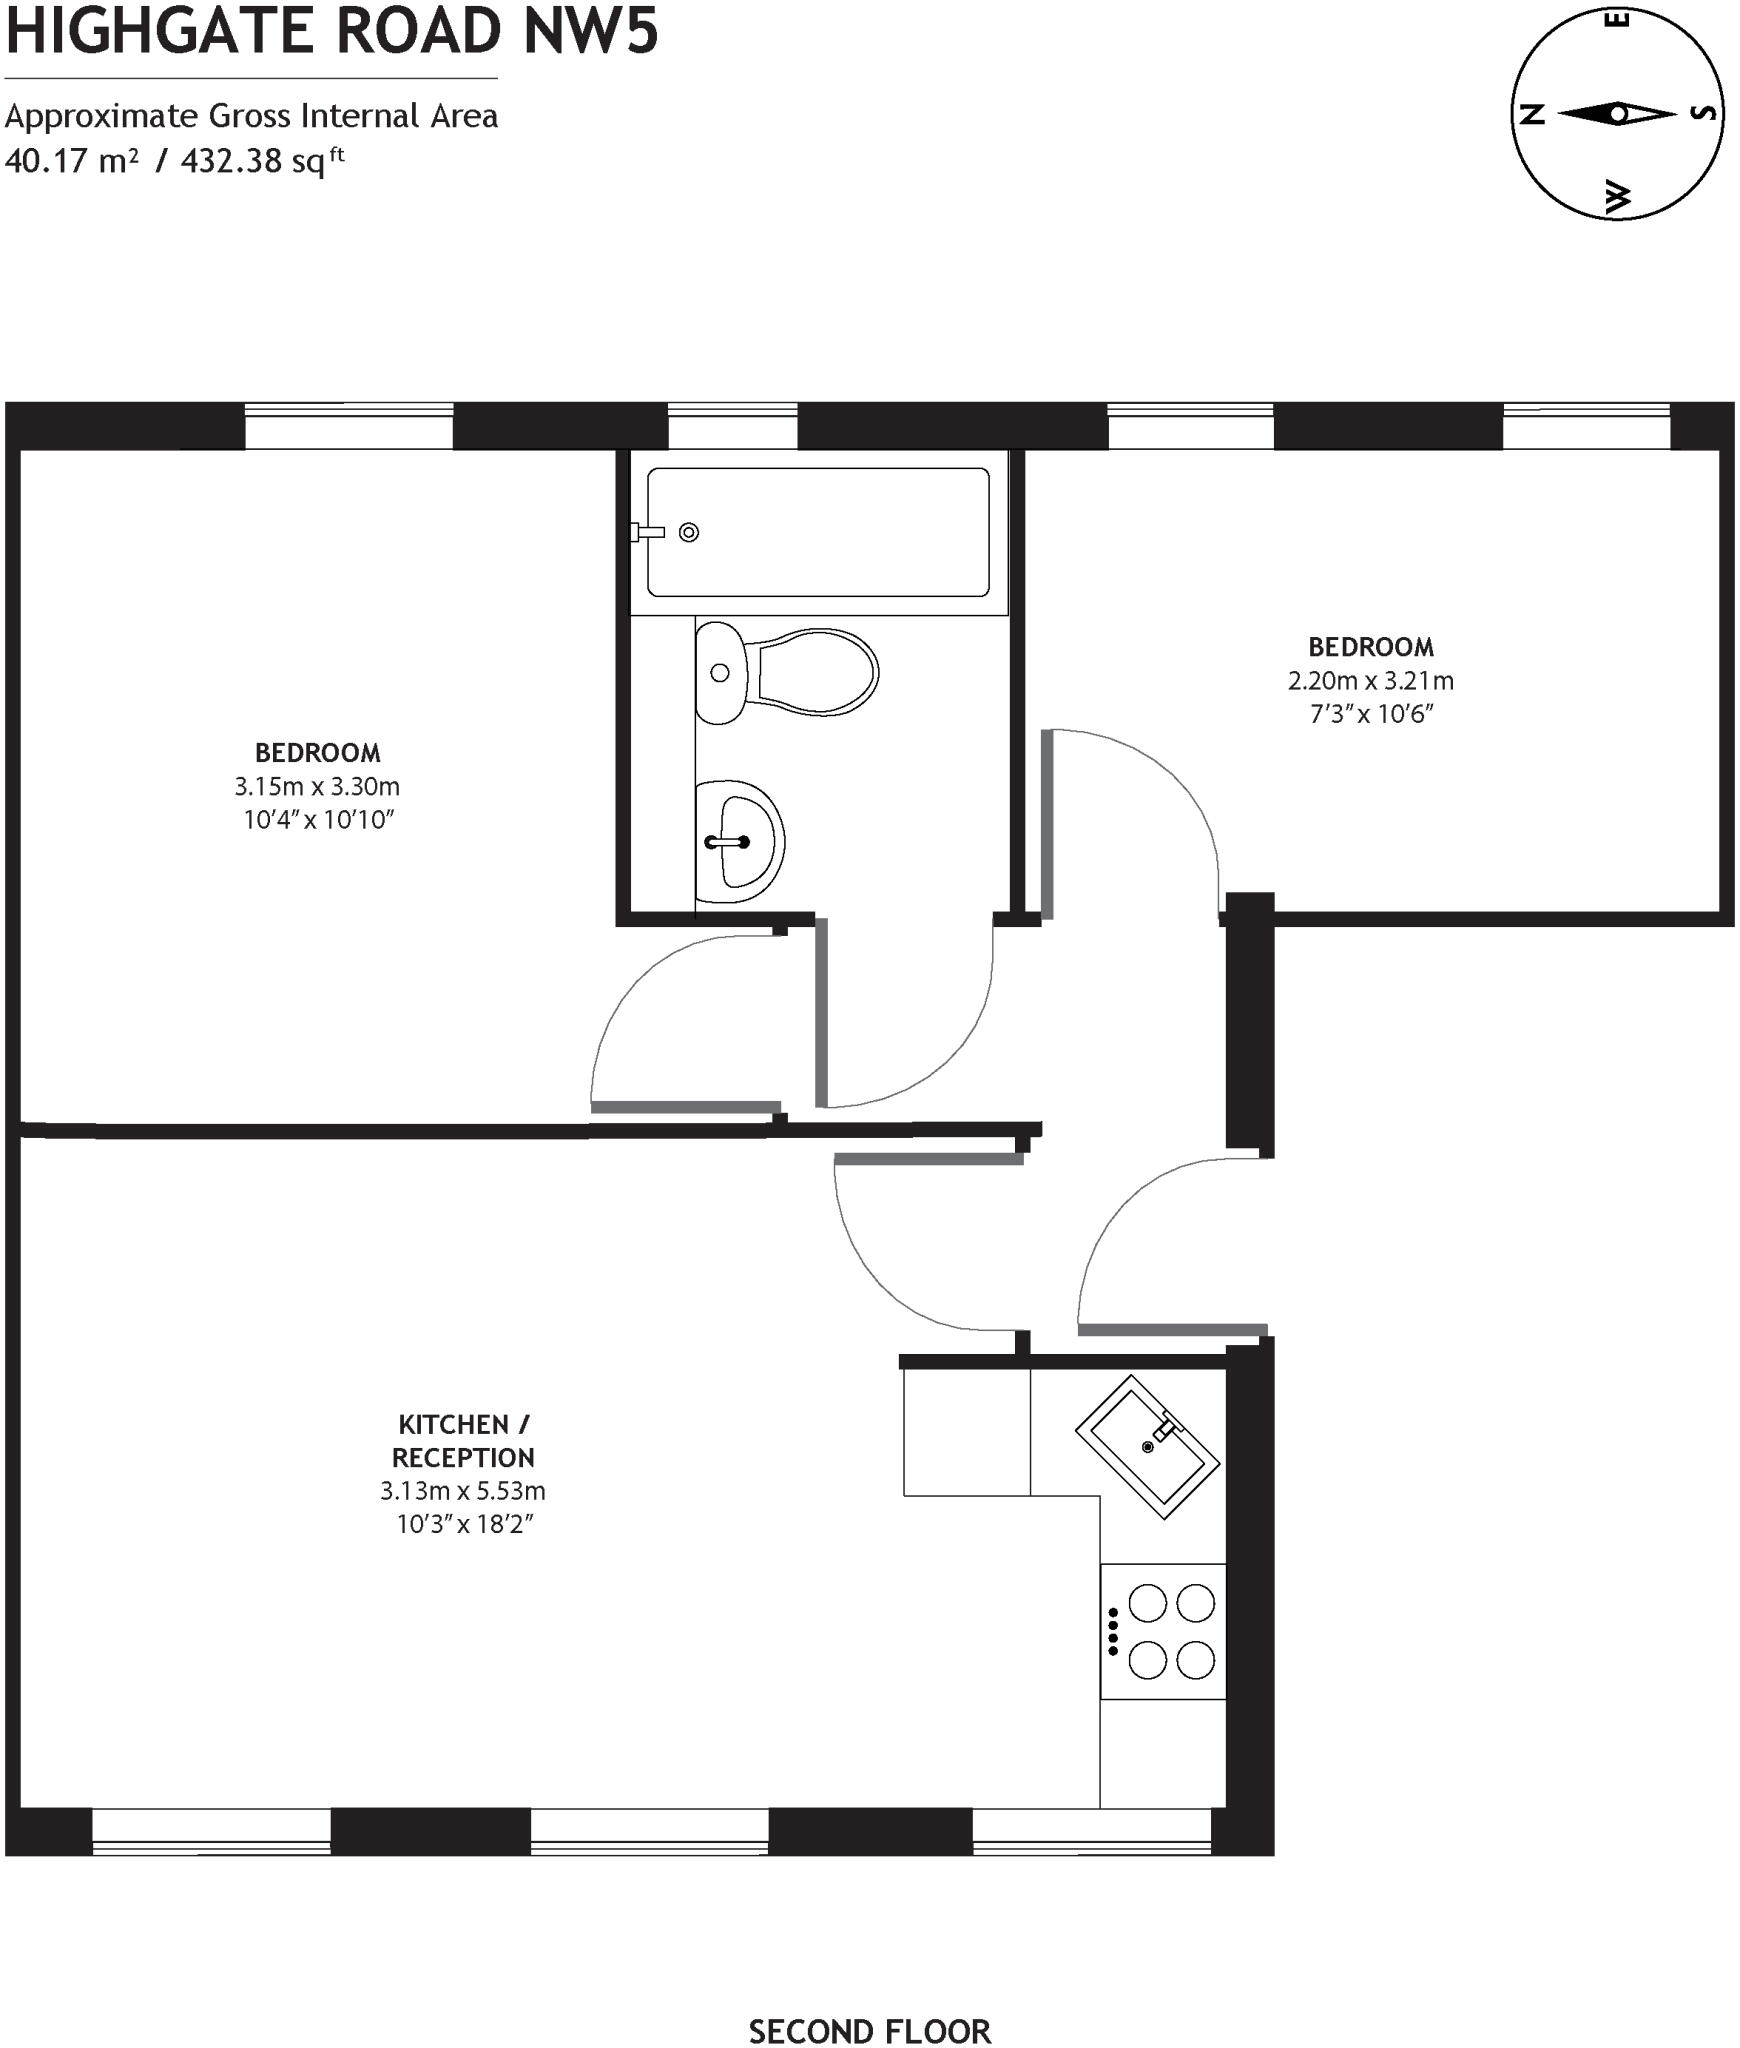 HIGHGATE ROAD NW5
Approximate Gross Internal Area
40.17 m² / 432.38 sq ft
E
N
S
W
BEDROOM
2.20m x 3.21m
7’3” x 10’6”
BEDROOM
3.15m x 3.30m
10’4” x 10’10”
KITCHEN /
RECEPTION
3.13m x 5.53m
10’3” x 18’2”
SECOND FLOOR